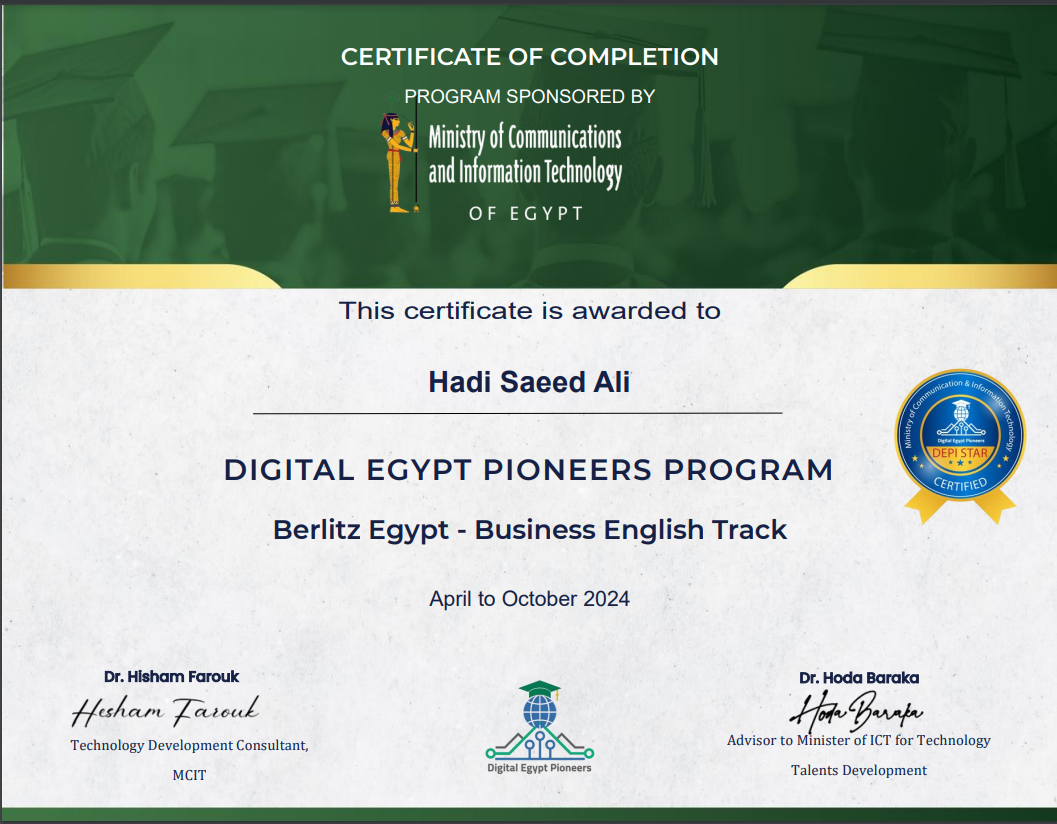 CERTIFICATE OF COMPLETION
PROGRAM SPONSORED BY
Ministry of Communications
and Information Technology
OF EGYPT
This certificate is awarded to
Hadi Saeed Ali
Ministry of Communication & Information Technology
Digital Egypt Pioneers
DEPI STAR
CERTIFIED
DIGITAL EGYPT PIONEERS PROGRAM
Berlitz Egypt - Business English Track
April to October 2024
Dr. Hisham Farouk
Hesham Farouk
Technology Development Consultant,
MCIT
Digital Egypt Pioneers
Dr. Hoda Baraka
Hoda Baraka
Advisor to Minister of ICT for Technology
Talents Development